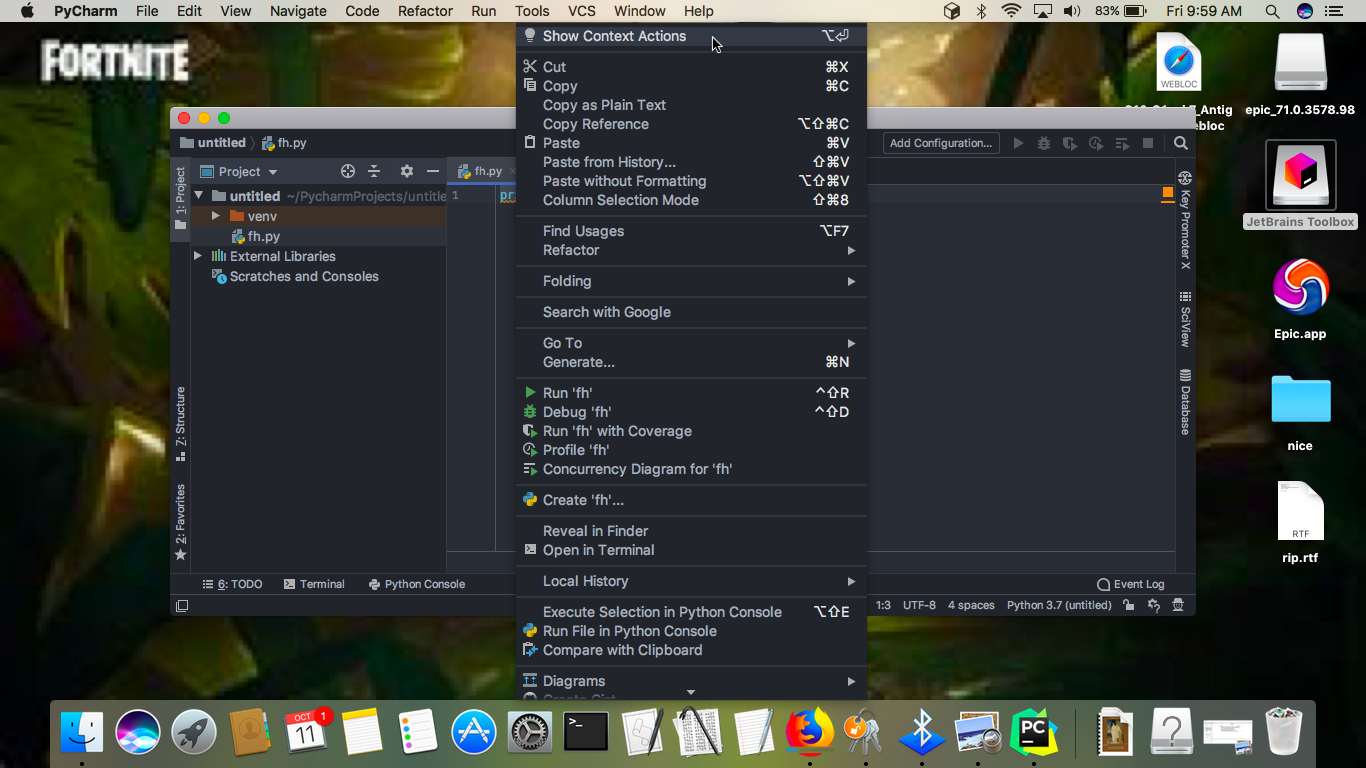 PyCharm File Edit View Navigate Code Refactor Run Tools VCS Window Help 83% Fri 9:59 AM
FORTNITE
WEBLOC
Antig
ebloc
epic_71.0.3578.98
JetBrains Toolbox
Epic.app
nice
RTF
rip.rtf
untitled fh.py
Add Configuration...
1: Project
7: Structure
2: Favorites
Project
untitled ~/PycharmProjects/untitle
venv
fh.py
External Libraries
Scratches and Consoles
fh.py
1 pr
Show Context Actions ⌥⏎
Cut ⌘X
Copy ⌘C
Copy as Plain Text
Copy Reference ⌥⇧⌘C
Paste ⌘V
Paste from History... ⇧⌘V
Paste without Formatting ⌥⇧⌘V
Column Selection Mode ⇧⌘8
Find Usages ⌥F7
Refactor
Folding
Search with Google
Go To
Generate... ⌘N
Run 'fh' ^⇧R
Debug 'fh' ^⇧D
Run 'fh' with Coverage
Profile 'fh'
Concurrency Diagram for 'fh'
Create 'fh'...
Reveal in Finder
Open in Terminal
Local History
Execute Selection in Python Console ⌥⇧E
Run File in Python Console
Compare with Clipboard
Diagrams
Key Promoter X
SciView
Database
6: TODO Terminal Python Console Event Log
1:3 UTF-8 4 spaces Python 3.7 (untitled)
OCT 1
11
PC